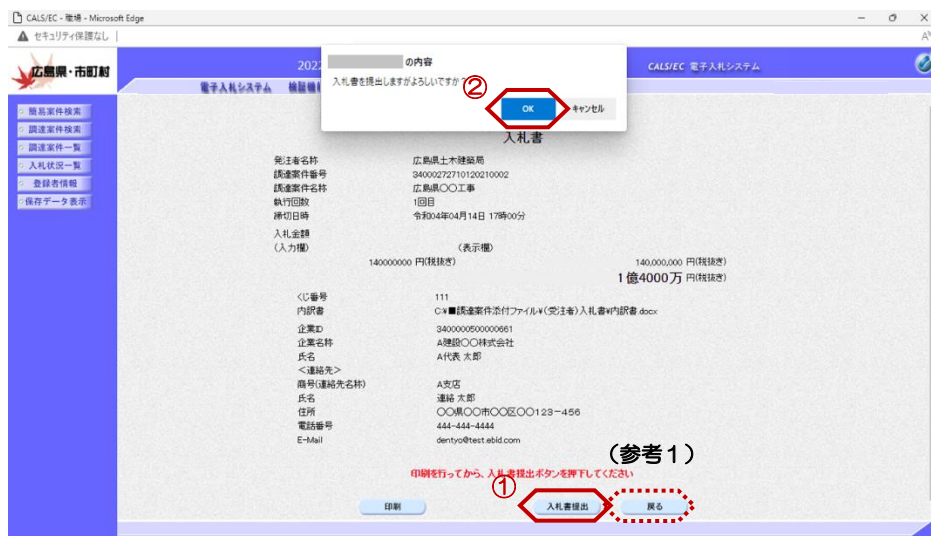 CALS/EC - 職場 - Microsoft Edge
セキュリティ保護なし
広島県・市町村
2022
CALS/EC 電子入札システム
電子入札システム 検証機
の内容
入札書を提出しますがよろしいですか?
②
OK
キャンセル
簡易案件検索
調達案件検索
調達案件一覧
入札状況一覧
登録者情報
保存データ表示
入札書
発注者名称 広島県土木建築局
調達案件番号 34000272710120210002
調達案件名称 広島県〇〇工事
執行回数 1回目
締切日時 令和04年04月14日 17時00分
入札金額
(入力欄) (表示欄)
140000000 円(税抜き) 140,000,000 円(税抜き)
1億4000万 円(税抜き)
くじ番号 111
内訳書 C:¥■調達案件添付ファイル¥(受注者)入札書¥内訳書.docx
企業ID 3400000500000661
企業名称 A建設〇〇株式会社
氏名 A代表 太郎
<連絡先>
商号(連絡先名称) A支店
氏名 連絡 太郎
住所 〇〇県〇〇市〇〇区〇〇123-456
電話番号 444-444-4444
E-Mail dentyo@test.ebid.com
(参考1)
印刷を行ってから、入札書提出ボタンを押下してください
①
印刷
入札書提出
戻る